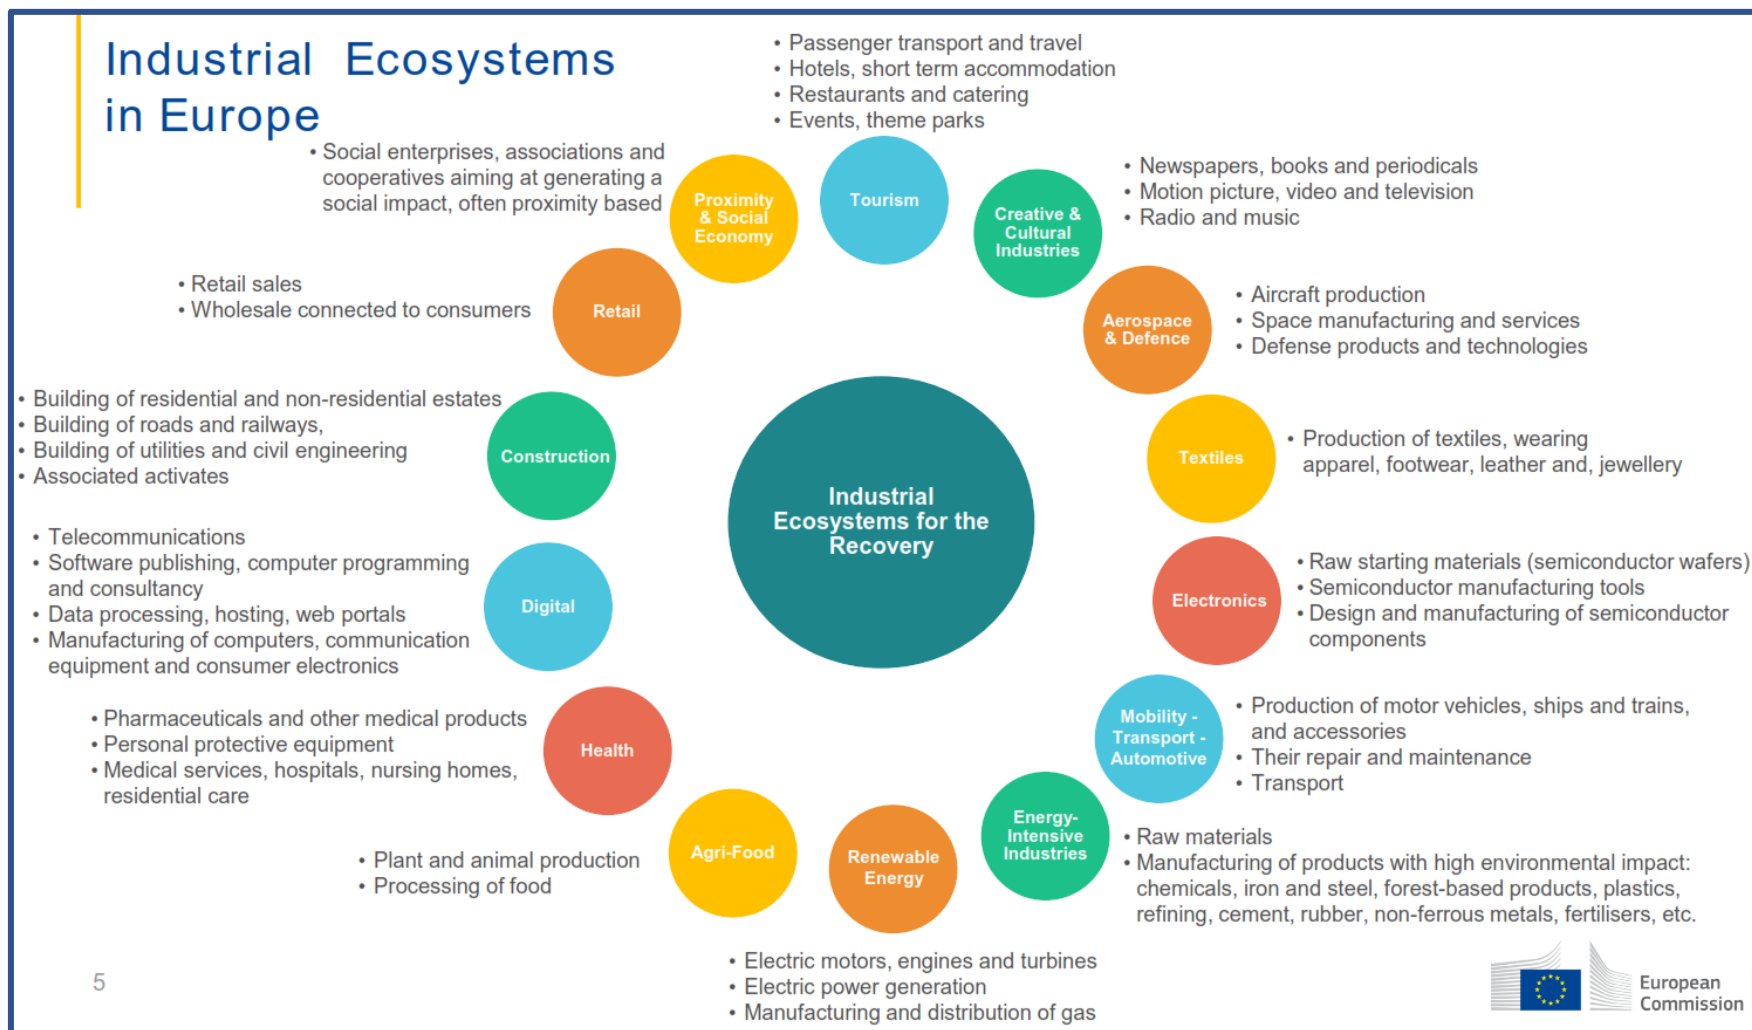 Industrial Ecosystems
in Europe
• Passenger transport and travel
• Hotels, short term accommodation
• Restaurants and catering
• Events, theme parks
Tourism
• Newspapers, books and periodicals
• Motion picture, video and television
• Radio and music
Creative &
Cultural
Industries
• Aircraft production
• Space manufacturing and services
• Defense products and technologies
Aerospace
& Defence
• Production of textiles, wearing
apparel, footwear, leather and, jewellery
Textiles
• Raw starting materials (semiconductor wafers)
• Semiconductor manufacturing tools
• Design and manufacturing of semiconductor
components
Electronics
• Production of motor vehicles, ships and trains,
and accessories
• Their repair and maintenance
• Transport
Mobility -
Transport -
Automotive
• Raw materials
• Manufacturing of products with high environmental impact:
chemicals, iron and steel, forest-based products, plastics,
refining, cement, rubber, non-ferrous metals, fertilisers, etc.
Energy-
Intensive
Industries
Renewable
Energy
• Electric motors, engines and turbines
• Electric power generation
• Manufacturing and distribution of gas
Agri-Food
• Plant and animal production
• Processing of food
Health
• Pharmaceuticals and other medical products
• Personal protective equipment
• Medical services, hospitals, nursing homes,
residential care
Digital
• Telecommunications
• Software publishing, computer programming
and consultancy
• Data processing, hosting, web portals
• Manufacturing of computers, communication
equipment and consumer electronics
Construction
• Building of residential and non-residential estates
• Building of roads and railways,
• Building of utilities and civil engineering
• Associated activates
Retail
• Retail sales
• Wholesale connected to consumers
Proximity
& Social
Economy
• Social enterprises, associations and
cooperatives aiming at generating a
social impact, often proximity based
Industrial
Ecosystems for the
Recovery
5
European
Commission